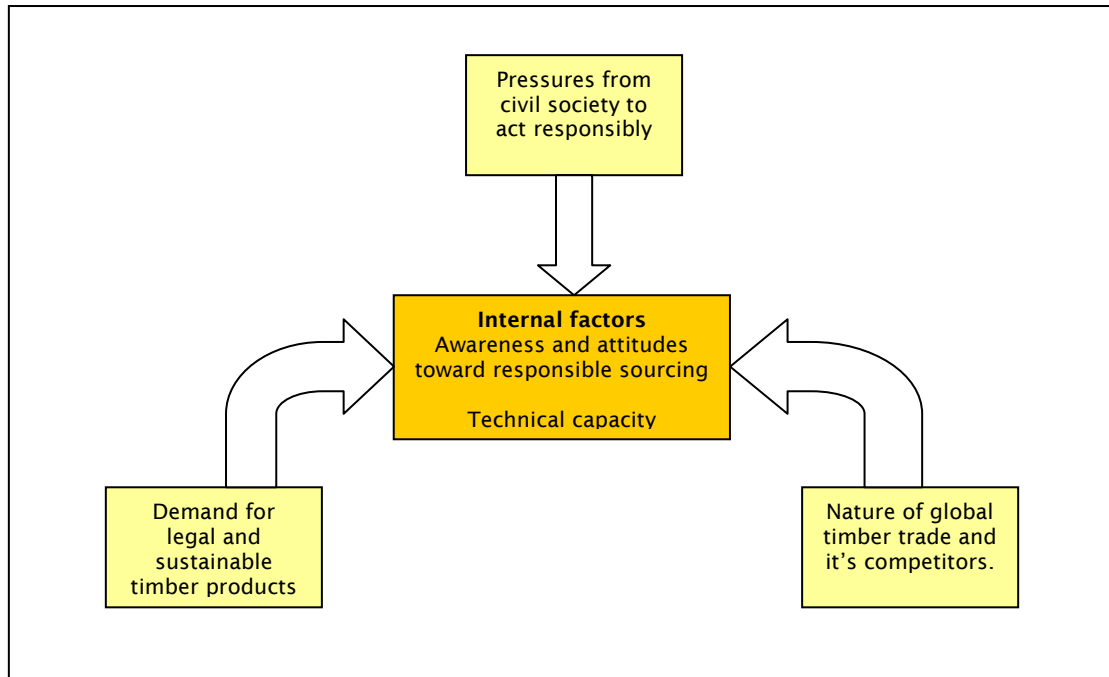 Pressures from
civil society to
act responsibly
Internal factors
Awareness and attitudes
toward responsible sourcing
Technical capacity
Demand for
legal and
sustainable
timber products
Nature of global
timber trade and
it's competitors.